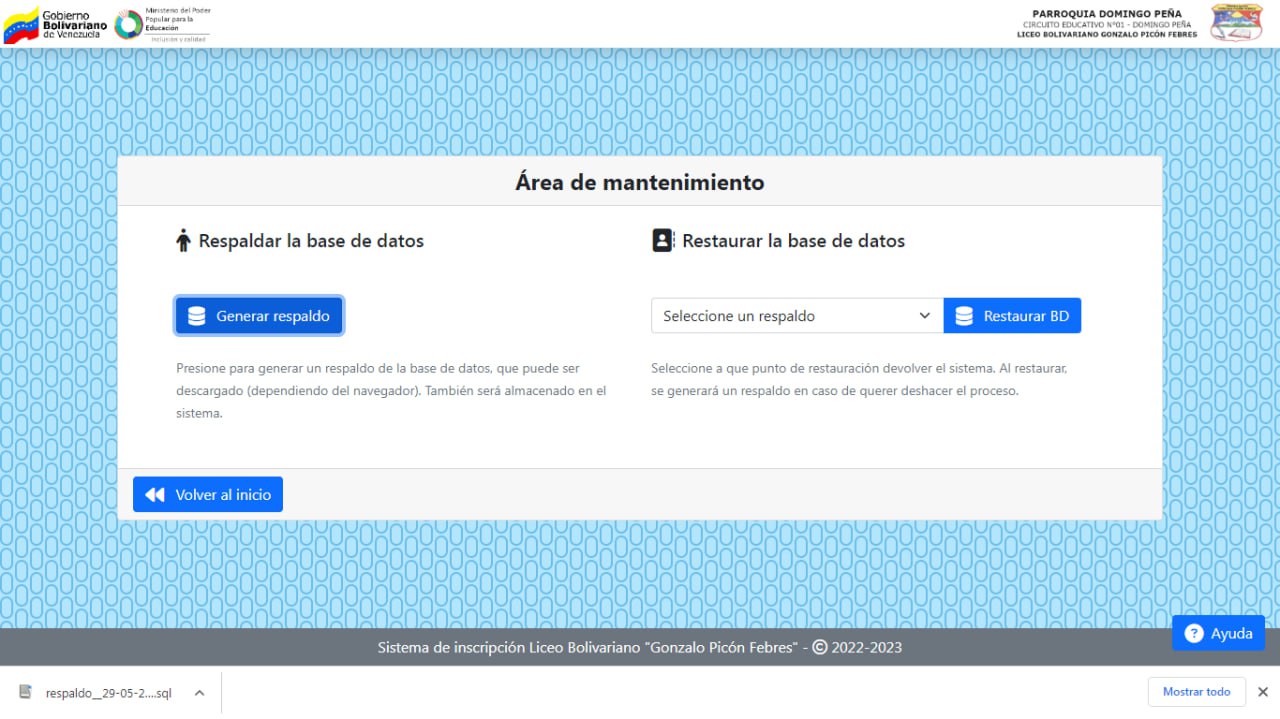 Gobierno
Bolivariano
de Venezuela
Ministerio del Poder
Popular para la
Educación
Inclusión y calidad
PARROQUIA DOMINGO PEÑA
CIRCUITO EDUCATIVO N°01 - DOMINGO PEÑA
LICEO BOLIVARIANO GONZALO PICÓN FEBRES
Área de mantenimiento
Respaldar la base de datos
Generar respaldo
Presione para generar un respaldo de la base de datos, que puede ser
descargado (dependiendo del navegador). También será almacenado en el
sistema.
Restaurar la base de datos
Seleccione un respaldo
Restaurar BD
Seleccione a que punto de restauración devolver el sistema. Al restaurar,
se generará un respaldo en caso de querer deshacer el proceso.
Volver al inicio
Sistema de inscripción Liceo Bolivariano "Gonzalo Picón Febres" - © 2022-2023
? Ayuda
respaldo__29-05-2....sql
Mostrar todo